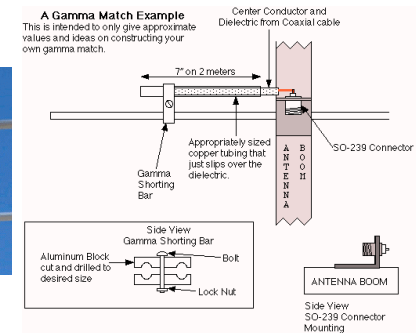 A Gamma Match Example
This is intended to only give approximate
values and ideas on constructing your
own gamma match.
Center Conductor and
Dielectric from Coaxial cable
7" on 2 meters
SO-239 Connector
Appropriately sized
copper tubing that
just slips over the
dielectric.
Gamma
Shorting
Bar
ANTENNA
BOOM
Side View
Gamma Shorting Bar
Aluminum Block
cut and drilled to
desired size
Bolt
Lock Nut
ANTENNA BOOM
Side View
SO-239 Connector
Mounting